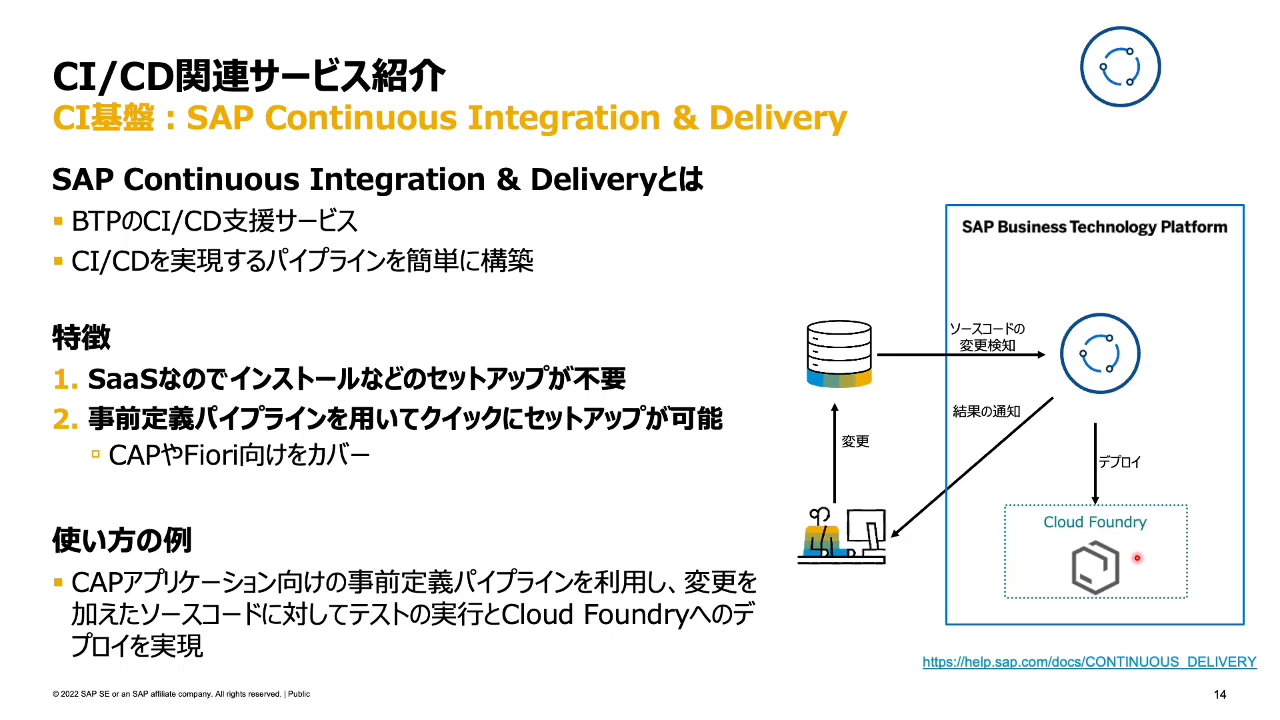 CI/CD関連サービス紹介
CI基盤：SAP Continuous Integration & Delivery
SAP Continuous Integration & Deliveryとは
▪ BTPのCI/CD支援サービス
▪ CI/CDを実現するパイプラインを簡単に構築
特徴
1. SaaSなのでインストールなどのセットアップが不要
2. 事前定義パイプラインを用いてクイックにセットアップが可能
▫ CAPやFiori向けをカバー
使い方の例
▪ CAPアプリケーション向けの事前定義パイプラインを利用し、変更を
加えたソースコードに対してテストの実行とCloud Foundryへのデ
プロイを実現
SAP Business Technology Platform
ソースコードの
変更検知
結果の通知
変更
デプロイ
Cloud Foundry
https://help.sap.com/docs/CONTINUOUS_DELIVERY
© 2022 SAP SE or an SAP affiliate company. All rights reserved. | Public
14